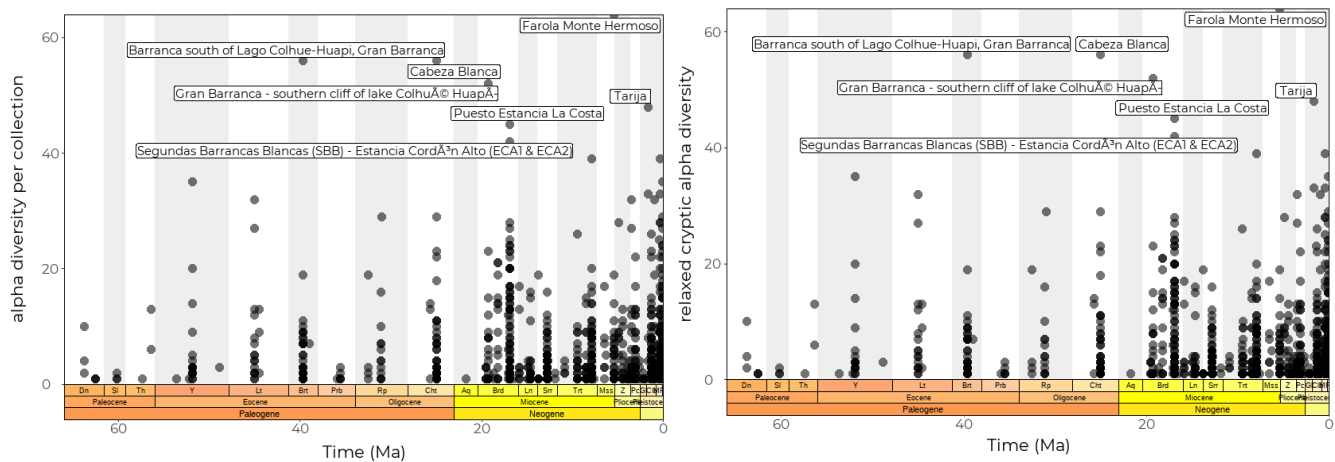 alpha diversity per collection
60
40
20
0
Farola Monte Hermoso
Barranca south of Lago Colhue-Huapi, Gran Barranca
Cabeza Blanca
Gran Barranca - southern cliff of lake ColhuÃ© HuapÃ-
Tarija
Puesto Estancia La Costa
Segundas Barrancas Blancas (SBB) - Estancia CordÃ³n Alto (ECA1 & ECA2)
Dn Sl Th Y Lt Brt Prb Rp Cht Aq Brd Ln Srr Trt Mss Z Pc
Paleocene Eocene Oligocene Miocene
Paleogene Neogene
60 40 20 0
Time (Ma)
relaxed cryptic alpha diversity
60
40
20
0
Farola Monte Hermoso
Barranca south of Lago Colhue-Huapi, Gran Barranca
Cabeza Blanca
Gran Barranca - southern cliff of lake ColhuÃ© HuapÃ-
Tarija
Puesto Estancia La Costa
Segundas Barrancas Blancas (SBB) - Estancia CordÃ³n Alto (ECA1 & ECA2)
Dn Sl Th Y Lt Brt Prb Rp Cht Aq Brd Ln Srr Trt Mss Z Pc
Paleocene Eocene Oligocene Miocene
Paleogene Neogene
60 40 20 0
Time (Ma)